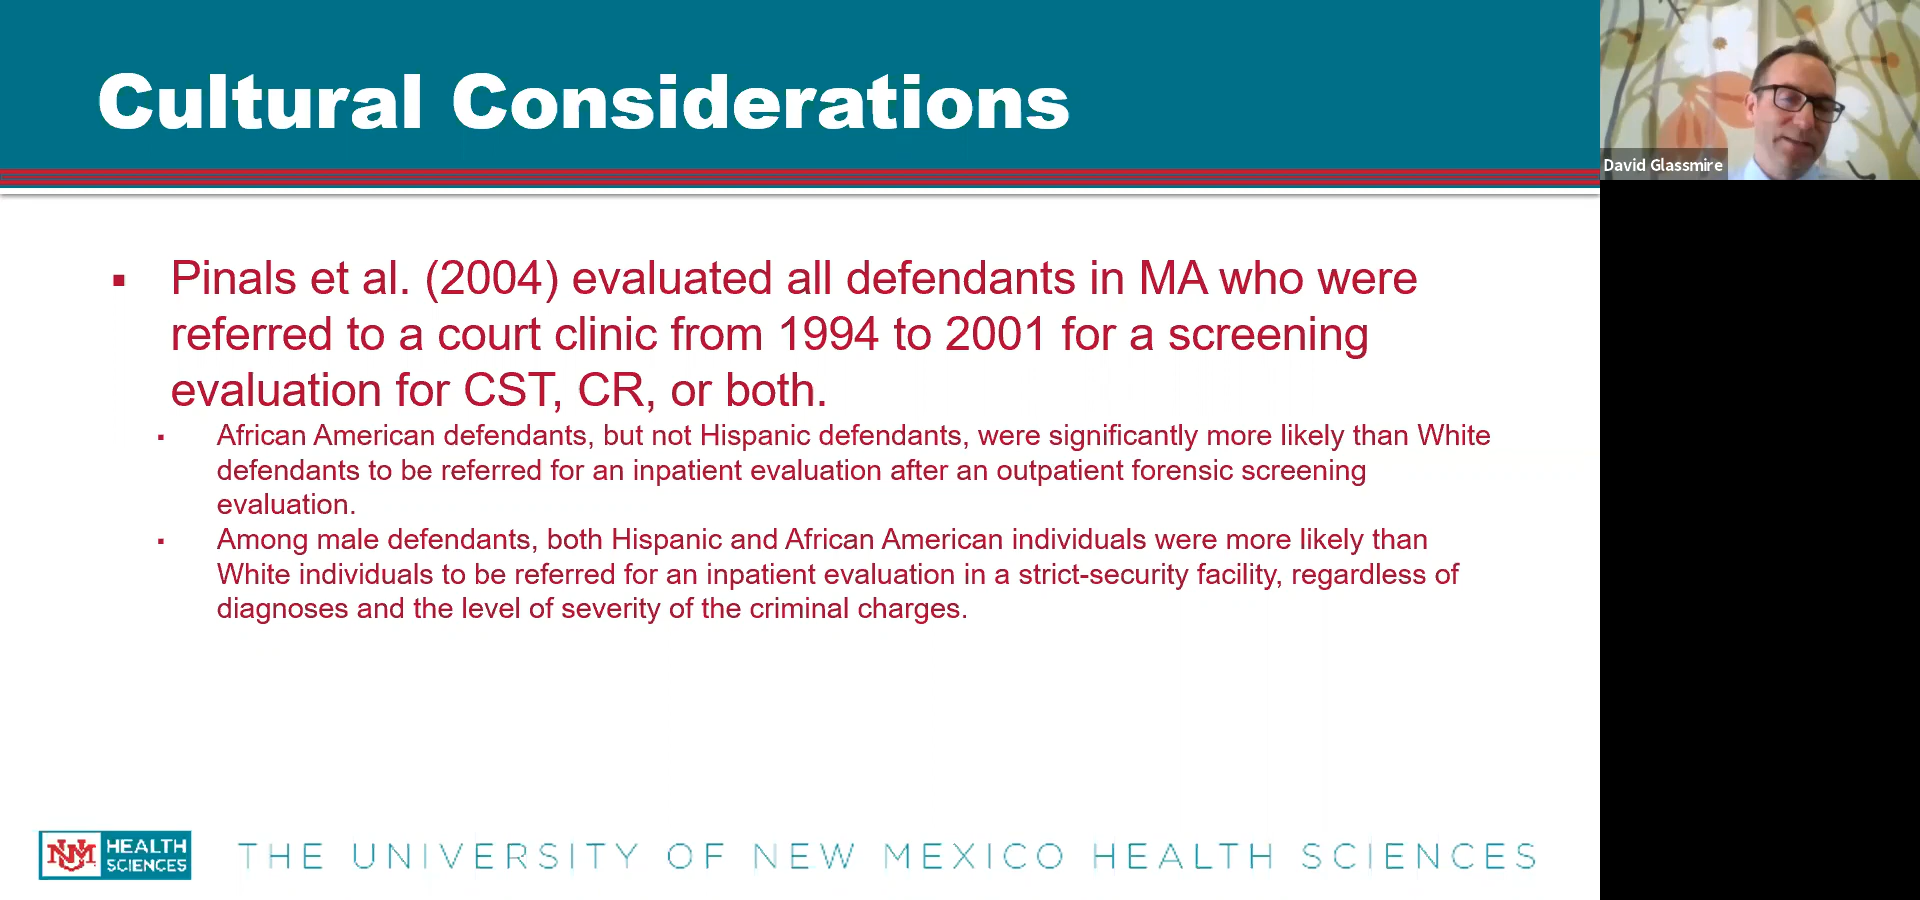 Cultural Considerations
David Glassmire
▪ Pinals et al. (2004) evaluated all defendants in MA who were
referred to a court clinic from 1994 to 2001 for a screening
evaluation for CST, CR, or both.
▪ African American defendants, but not Hispanic defendants, were significantly more likely than White
defendants to be referred for an inpatient evaluation after an outpatient forensic screening
evaluation.
▪ Among male defendants, both Hispanic and African American individuals were more likely than
White individuals to be referred for an inpatient evaluation in a strict-security facility, regardless of
diagnoses and the level of severity of the criminal charges.
UNM HEALTH
SCIENCES
THE UNIVERSITY OF NEW MEXICO HEALTH SCIENCES